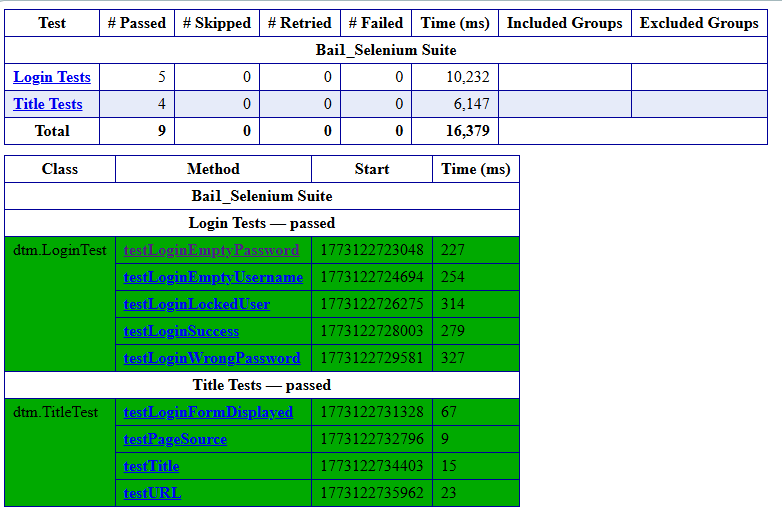 Test # Passed # Skipped # Retried # Failed Time (ms) Included Groups Excluded Groups
Bai1_Selenium Suite
Login Tests 5 0 0 0 10,232
Title Tests 4 0 0 0 6,147
Total 9 0 0 0 16,379
Class Method Start Time (ms)
Bai1_Selenium Suite
Login Tests — passed
dtm.LoginTest testLoginEmptyPassword 1773122723048 227
testLoginEmptyUsername 1773122724694 254
testLoginLockedUser 1773122726275 314
testLoginSuccess 1773122728003 279
testLoginWrongPassword 1773122729581 327
Title Tests — passed
dtm.TitleTest testLoginFormDisplayed 1773122731328 67
testPageSource 1773122732796 9
testTitle 1773122734403 15
testURL 1773122735962 23